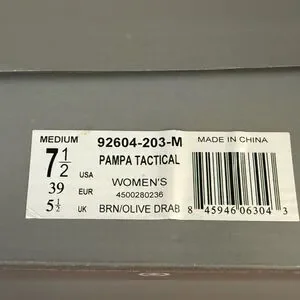 MEDIUM
7 1/2 USA
39 EUR
5 1/2 UK
92604-203-M
PAMPA TACTICAL
WOMEN'S
4500280236
BRN/OLIVE DRAB
MADE IN CHINA
8 45946 06304 3